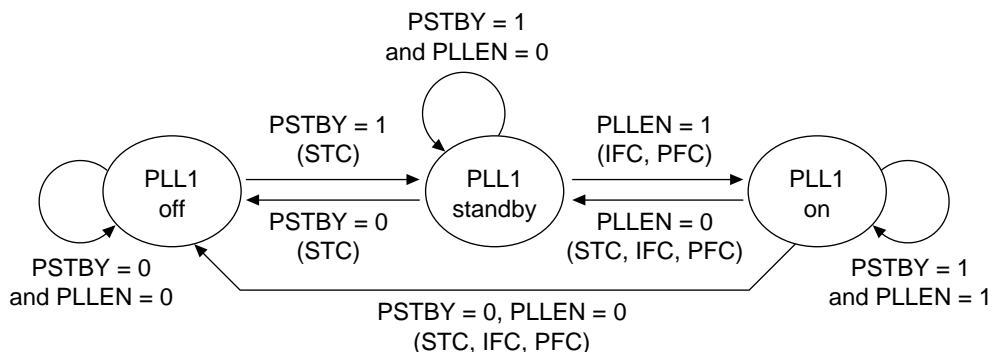 PSTBY = 1
and PLLEN = 0
PSTBY = 1
(STC)
PLLEN = 1
(IFC, PFC)
PLL1
off
PLL1
standby
PLL1
on
PSTBY = 0
(STC)
PLLEN = 0
(STC, IFC, PFC)
PSTBY = 0
and PLLEN = 0
PSTBY = 1
and PLLEN = 1
PSTBY = 0, PLLEN = 0
(STC, IFC, PFC)